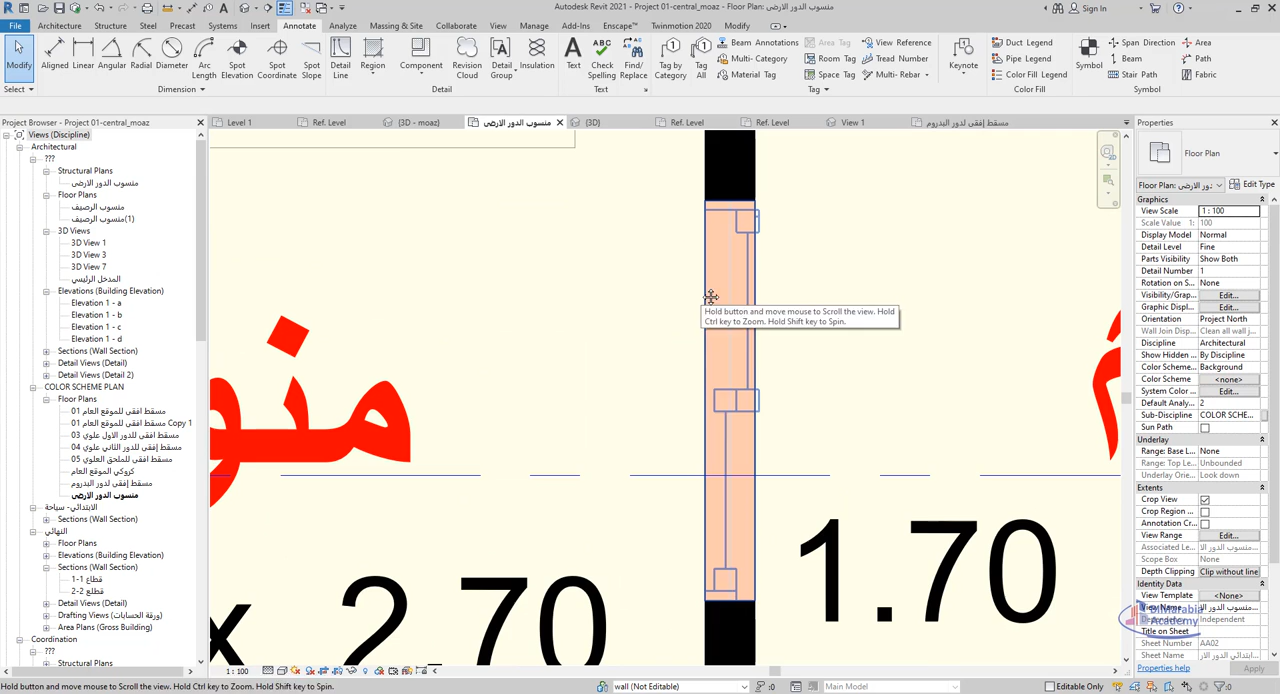 Autodesk Revit 2021 - Project 01-central_moaz - Floor Plan: منسوب الدور الارضى
Sign In
File Architecture Structure Steel Precast Systems Insert Annotate Analyze Massing & Site Collaborate View Manage Add-Ins Enscape™ Twinmotion 2020 Modify
Modify Aligned Linear Angular Radial Diameter Arc Length Spot Elevation Spot Coordinate Spot Slope
Detail Line Region Component Revision Cloud Detail Group Insulation
Text Check Spelling Find/ Replace
Tag by Category Tag All Beam Annotations Multi- Category Material Tag Area Tag Room Tag Space Tag View Reference Tread Number Multi- Rebar
Keynote Duct Legend Pipe Legend Color Fill Legend
Symbol Span Direction Beam Stair Path Area Path Fabric
Select Dimension Detail Text Tag Color Fill Symbol
Project Browser - Project 01-central_moaz
Level 1 Ref. Level {3D - moaz} منسوب الدور الارضى {3D} Ref. Level Ref. Level View 1 مسقط إفقى لدور البدروم
Views (Discipline)
Architectural
???
Structural Plans
منسوب الدور الارضى
Floor Plans
منسوب الرصيف
منسوب الرصيف(1)
3D Views
3D View 1
3D View 3
3D View 7
المدخل الرئيسي
Elevations (Building Elevation)
Elevation 1 - a
Elevation 1 - b
Elevation 1 - c
Elevation 1 - d
Sections (Wall Section)
Detail Views (Detail)
Detail Views (Detail 2)
COLOR SCHEME PLAN
Floor Plans
مسقط افقى للموقع العام 01
مسقط افقى للموقع العام 01 Copy 1
مسقط إفقى للدور الاول علوي 03
مسقط إفقى للدور الثاني علوي 04
مسقط افقى للملحق العلوي 05
كروكي الموقع العام
مسقط إفقى لدور البدروم
منسوب الدور الارضى
الابتدائي - سباحة
Sections (Wall Section)
النهائي
Floor Plans
Elevations (Building Elevation)
Sections (Wall Section)
قطاع 1-1
قطلع 2-2
Detail Views (Detail)
Drafting Views (ورقة الحسابات)
Area Plans (Gross Building)
Coordination
???
Structural Plans
Hold button and move mouse to Scroll the view. Hold
Ctrl key to Zoom. Hold Shift key to Spin.
x 2.70
1.70
Properties
Floor Plan
Edit Type
Graphics
View Scale 1 : 100
Scale Value 1: 100
Display Model Normal
Detail Level Fine
Parts Visibility Show Both
Detail Number 1
Rotation on S... None
Visibility/Grap... Edit...
Graphic Displ... Edit...
Orientation Project North
Wall Join Displ... Clean all wall j...
Discipline Architectural
Show Hidden ... By Discipline
Color Scheme... Background
Color Scheme <none>
System Color ... Edit...
Default Analy... 2
Sub-Discipline COLOR SCHE...
Sun Path
Underlay
Range: Base L... None
Range: Top Le... Unbounded
Underlay Orie... Look down
Extents
Crop View
Crop Region ...
Annotation Cr...
View Range Edit...
Associated Le...
Scope Box None
Depth Clipping Clip without line
Identity Data
View Template <None>
View Name
Independent
Title on Sheet
Sheet Number AA02
BIMarabia
Academy
Properties help Apply
1 : 100
Hold button and move mouse to Scroll the view. Hold Ctrl key to Zoom. Hold Shift key to Spin.
wall (Not Editable) :0 Main Model Editable Only :0